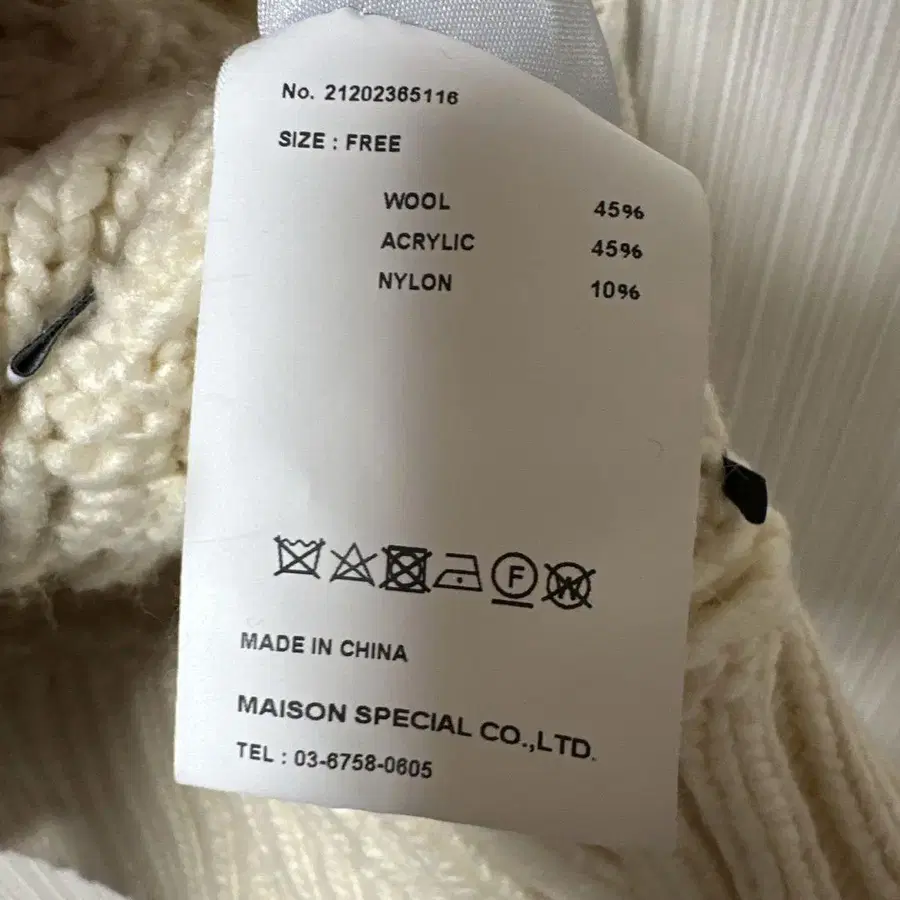 No. 21202365116
SIZE : FREE
WOOL 45%
ACRYLIC 45%
NYLON 10%
F W
MADE IN CHINA
MAISON SPECIAL CO.,LTD.
TEL : 03-6758-0605